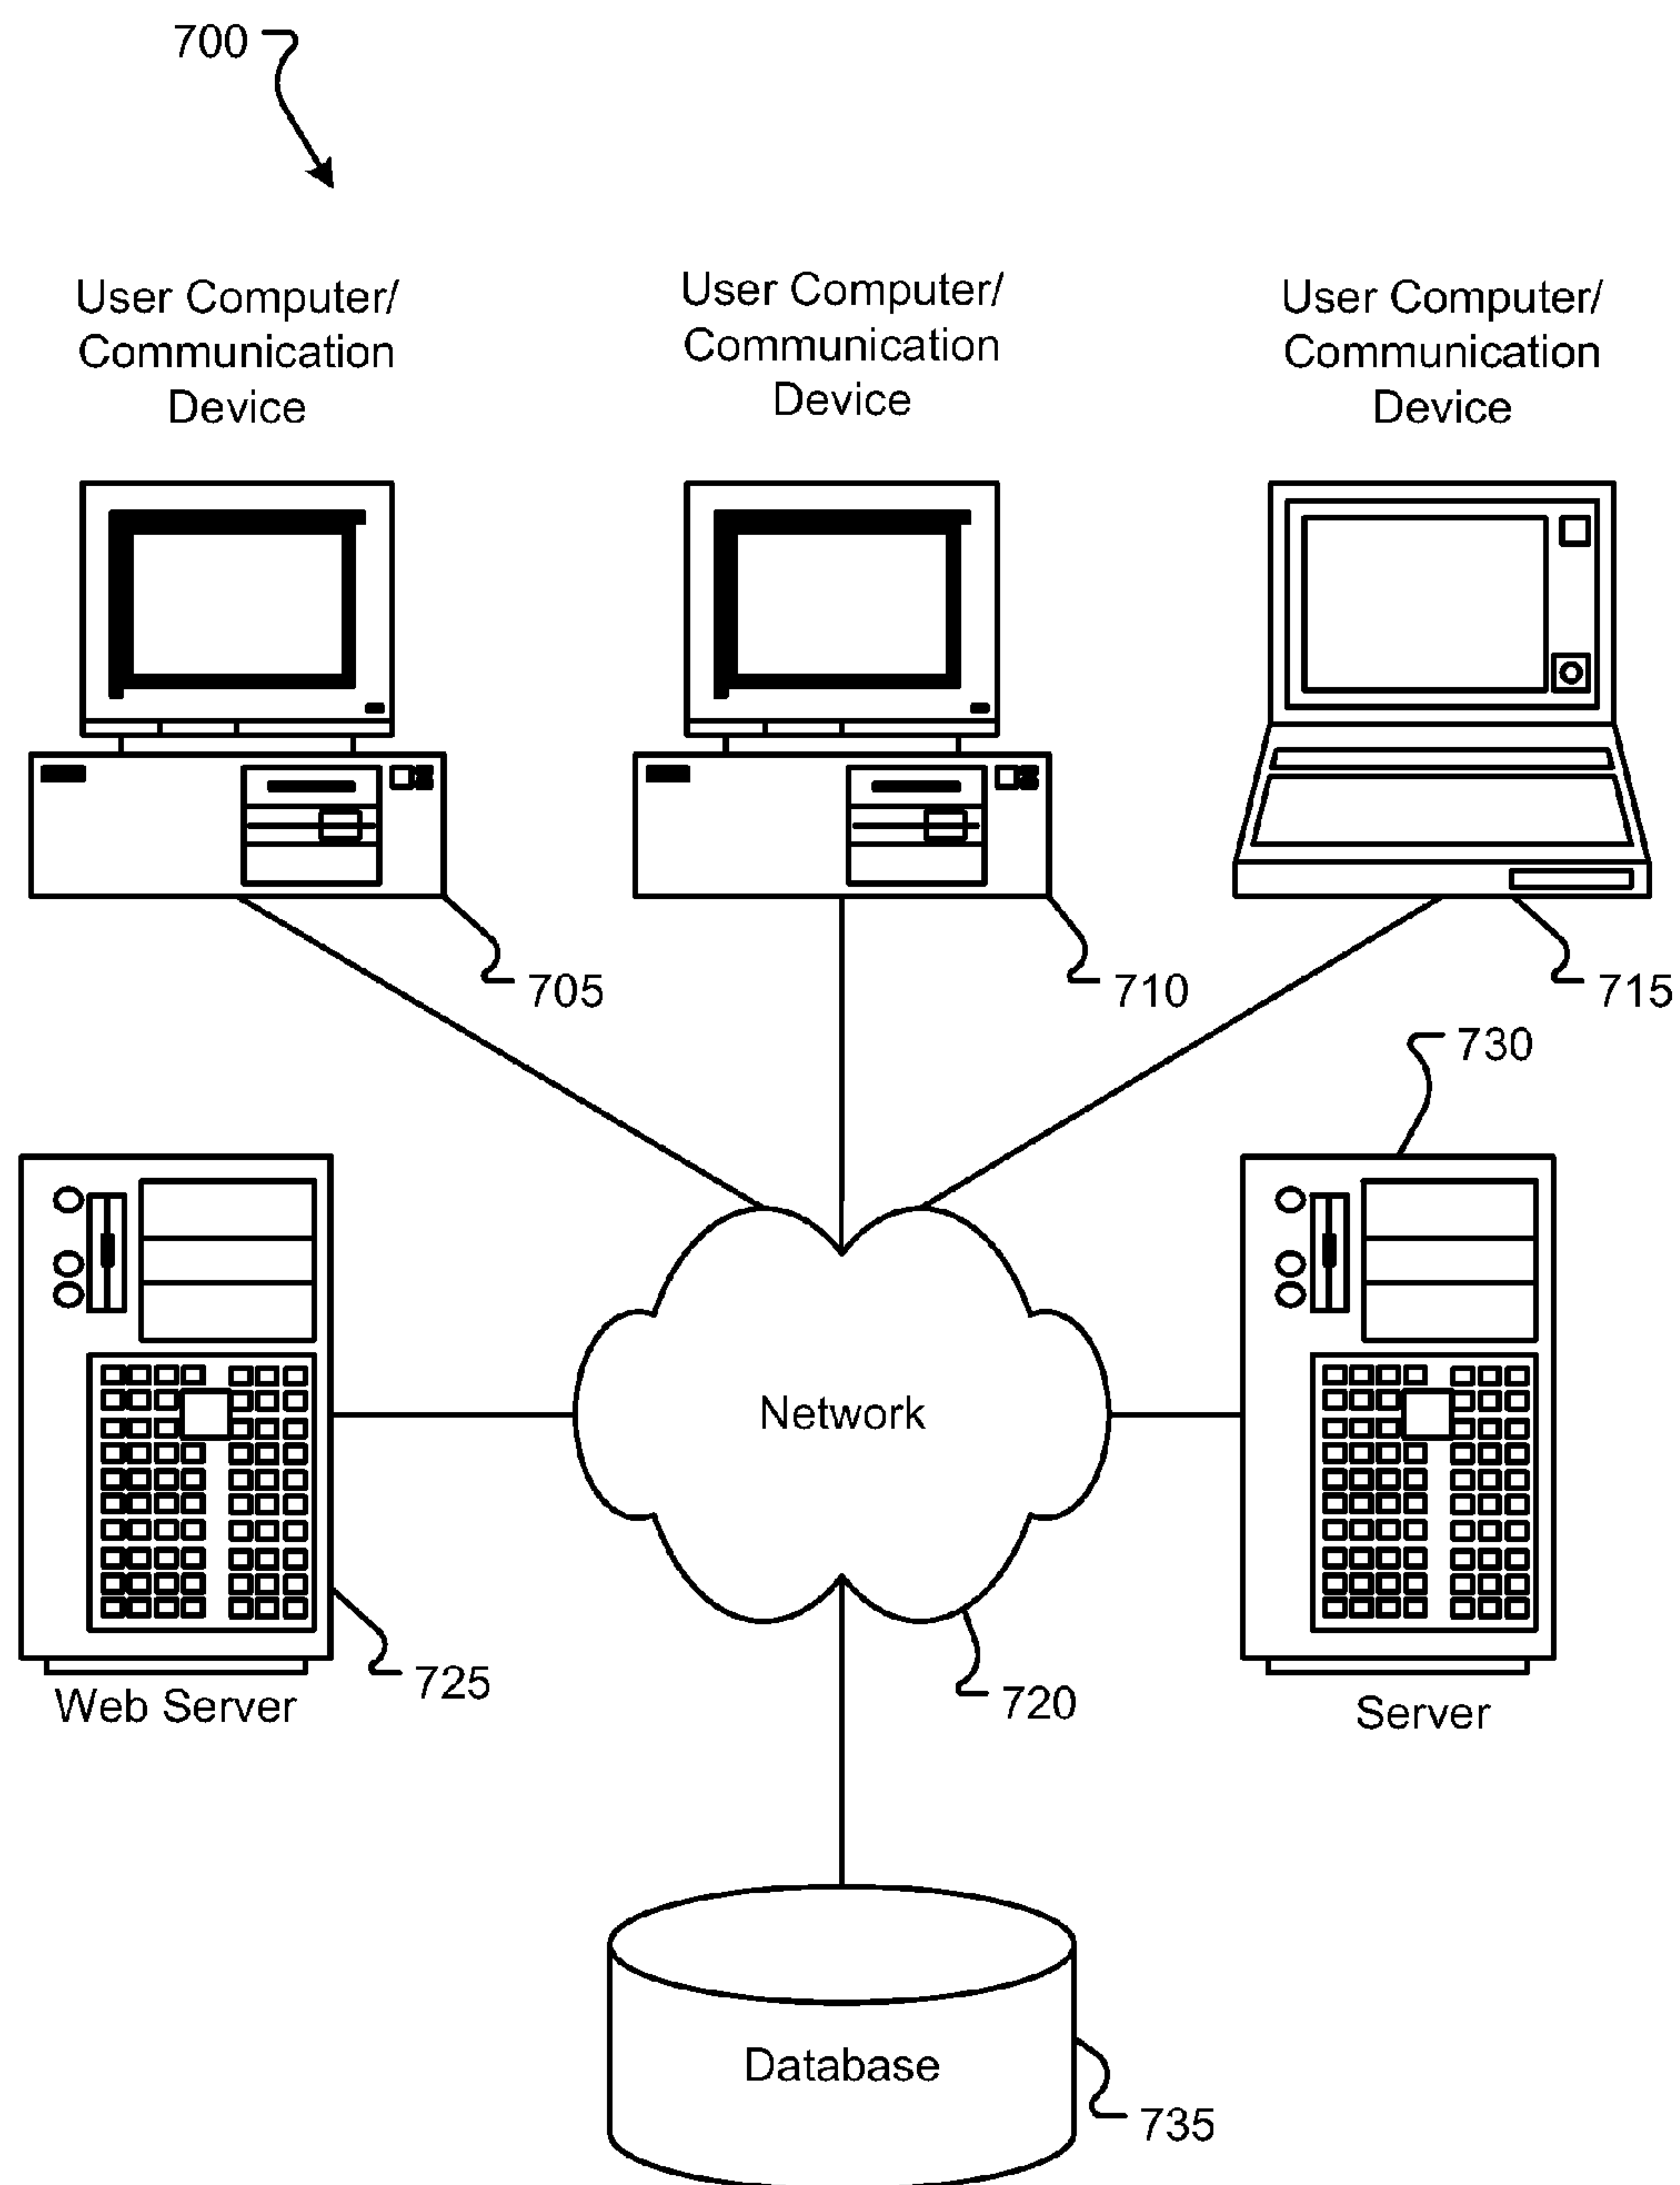 700
User Computer/
Communication
Device
User Computer/
Communication
Device
User Computer/
Communication
Device
705
710
715
730
Network
725
Web Server
720
Server
Database
735